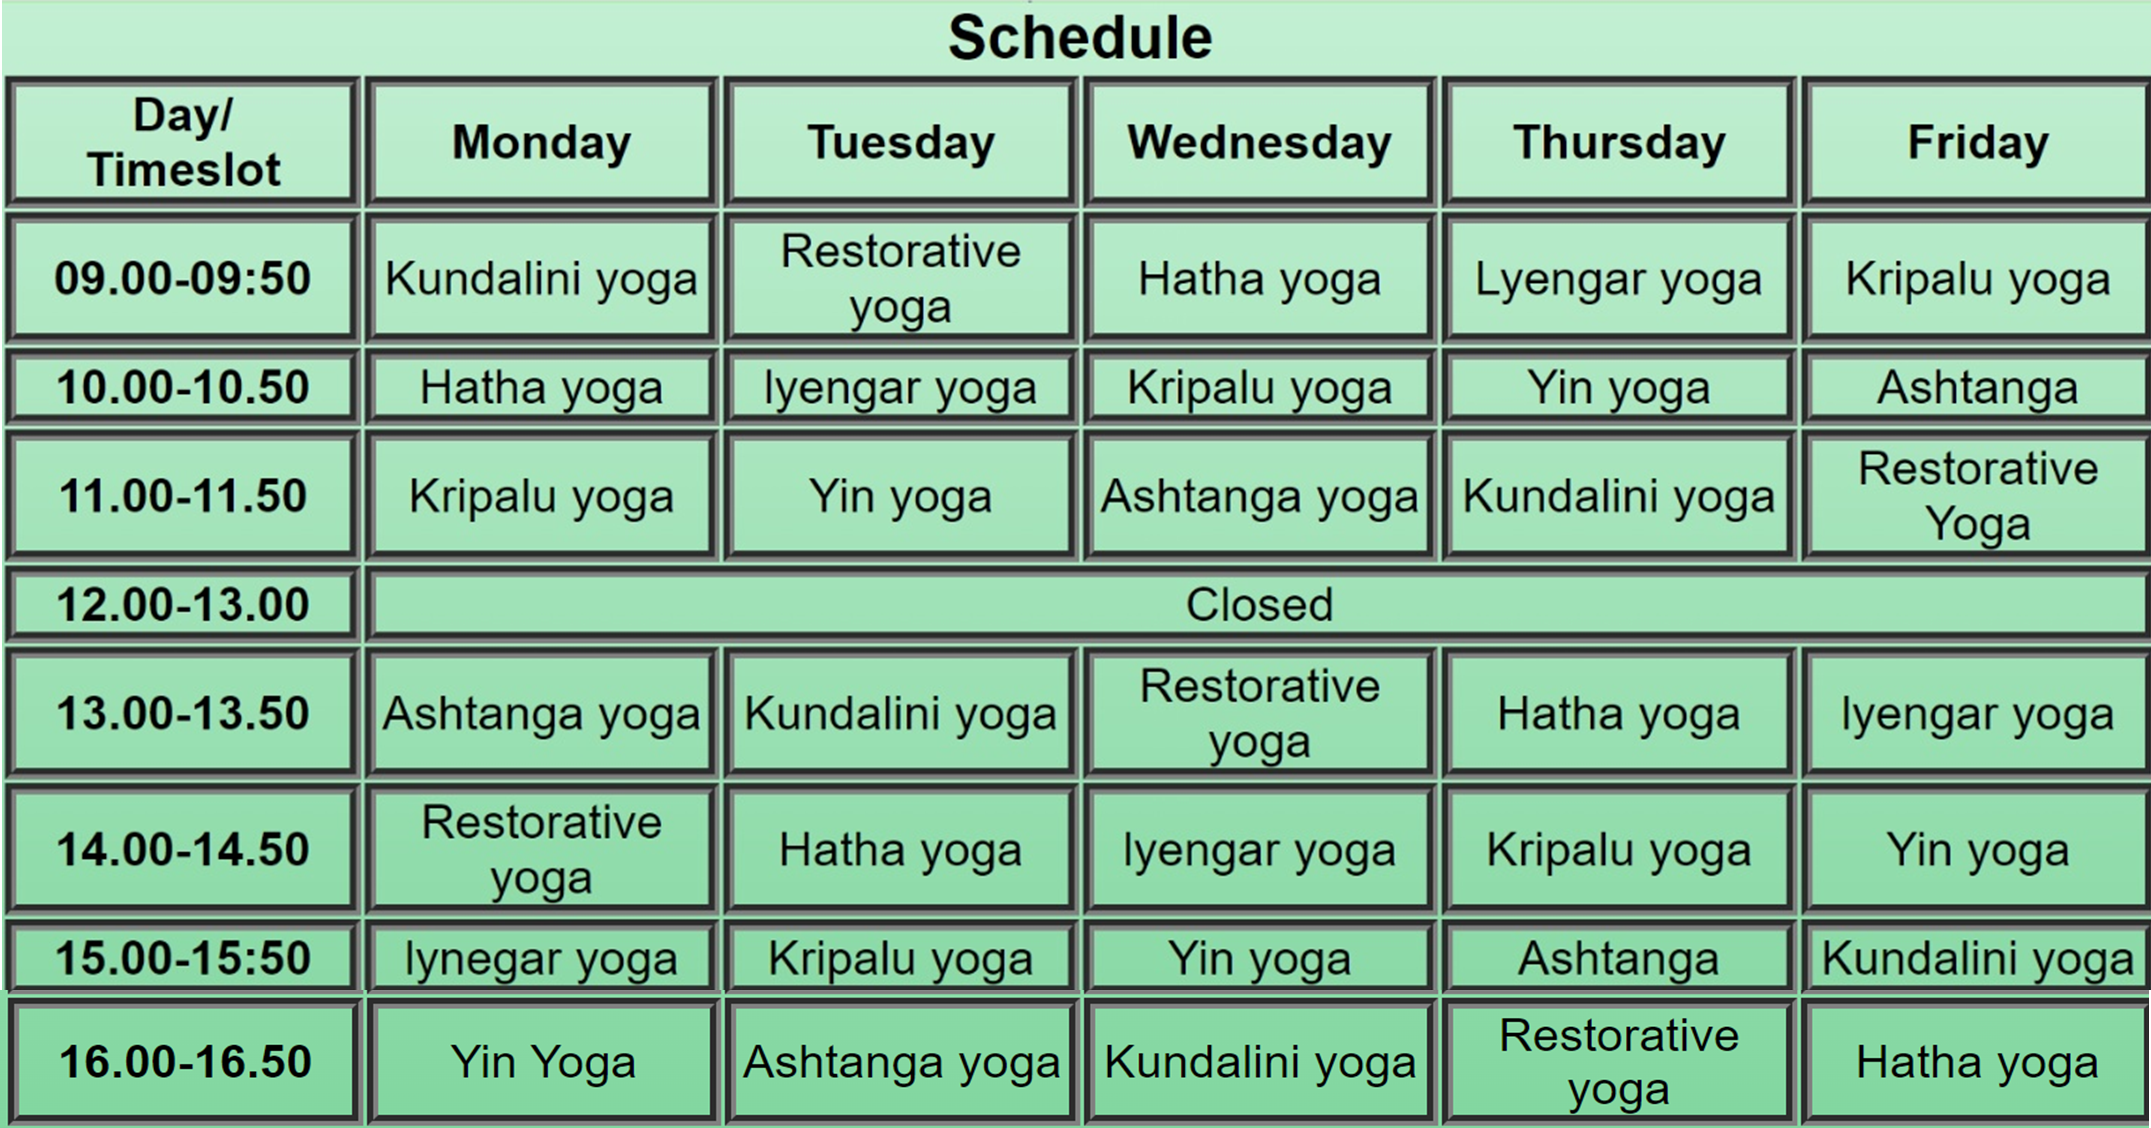 Schedule
Day/
Timeslot
Monday
Tuesday
Wednesday
Thursday
Friday
09.00-09:50
Kundalini yoga
Restorative
yoga
Hatha yoga
Lyengar yoga
Kripalu yoga
10.00-10.50
Hatha yoga
lyengar yoga
Kripalu yoga
Yin yoga
Ashtanga
11.00-11.50
Kripalu yoga
Yin yoga
Ashtanga yoga
Kundalini yoga
Restorative
Yoga
12.00-13.00
Closed
13.00-13.50
Ashtanga yoga
Kundalini yoga
Restorative
yoga
Hatha yoga
lyengar yoga
14.00-14.50
Restorative
yoga
Hatha yoga
lyengar yoga
Kripalu yoga
Yin yoga
15.00-15:50
lynegar yoga
Kripalu yoga
Yin yoga
Ashtanga
Kundalini yoga
16.00-16.50
Yin Yoga
Ashtanga yoga
Kundalini yoga
Restorative
yoga
Hatha yoga